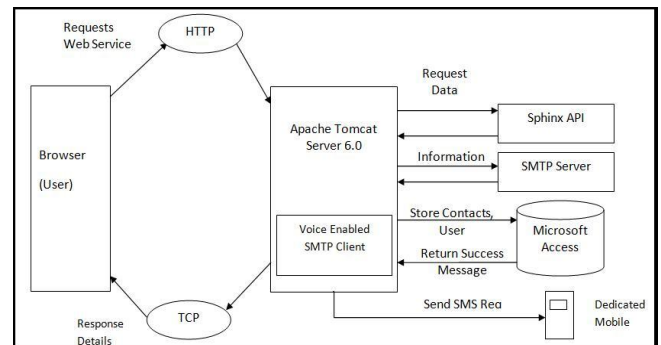 Requests
Web Service
HTTP
Request
Data
Apache Tomcat
Server 6.0
Sphinx API
Browser
(User)
Information
SMTP Server
Voice Enabled
SMTP Client
Store Contacts,
User
Return Success
Message
Microsoft
Access
TCP
Response
Details
Send SMS Req
Dedicated
Mobile